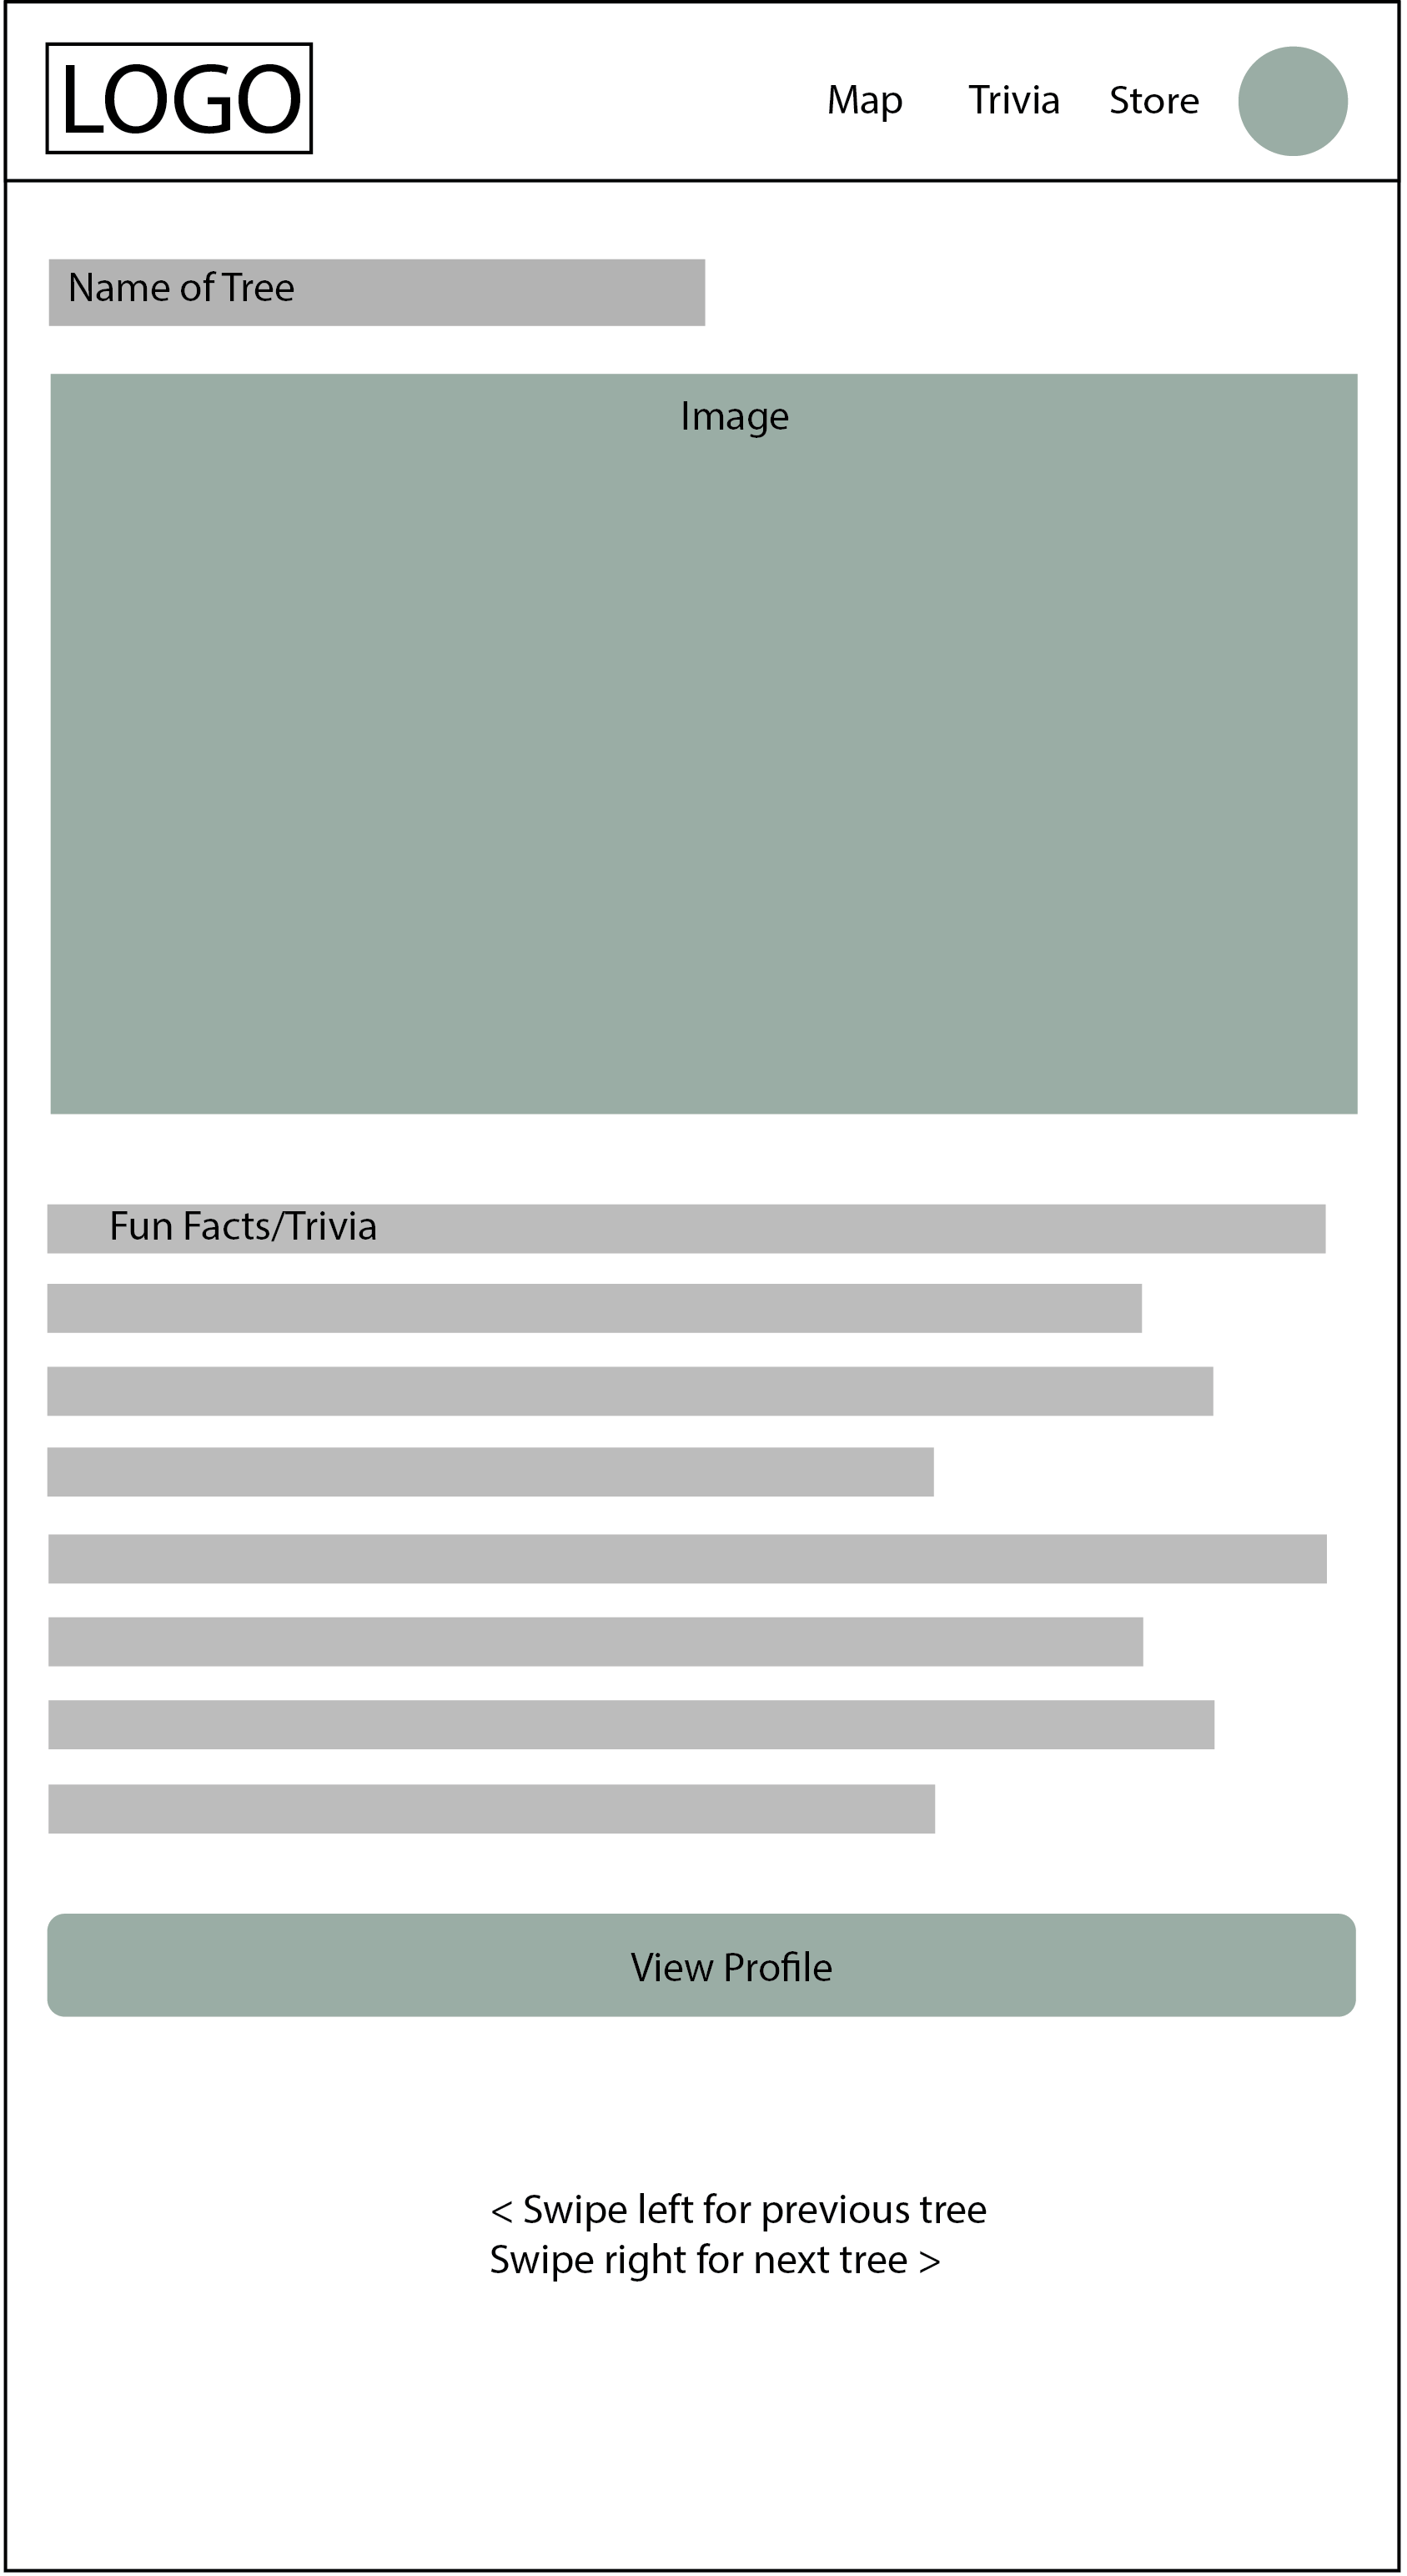 LOGO
Map Trivia Store
Name of Tree
Image
Fun Facts/Trivia
View Profile
< Swipe left for previous tree
Swipe right for next tree >